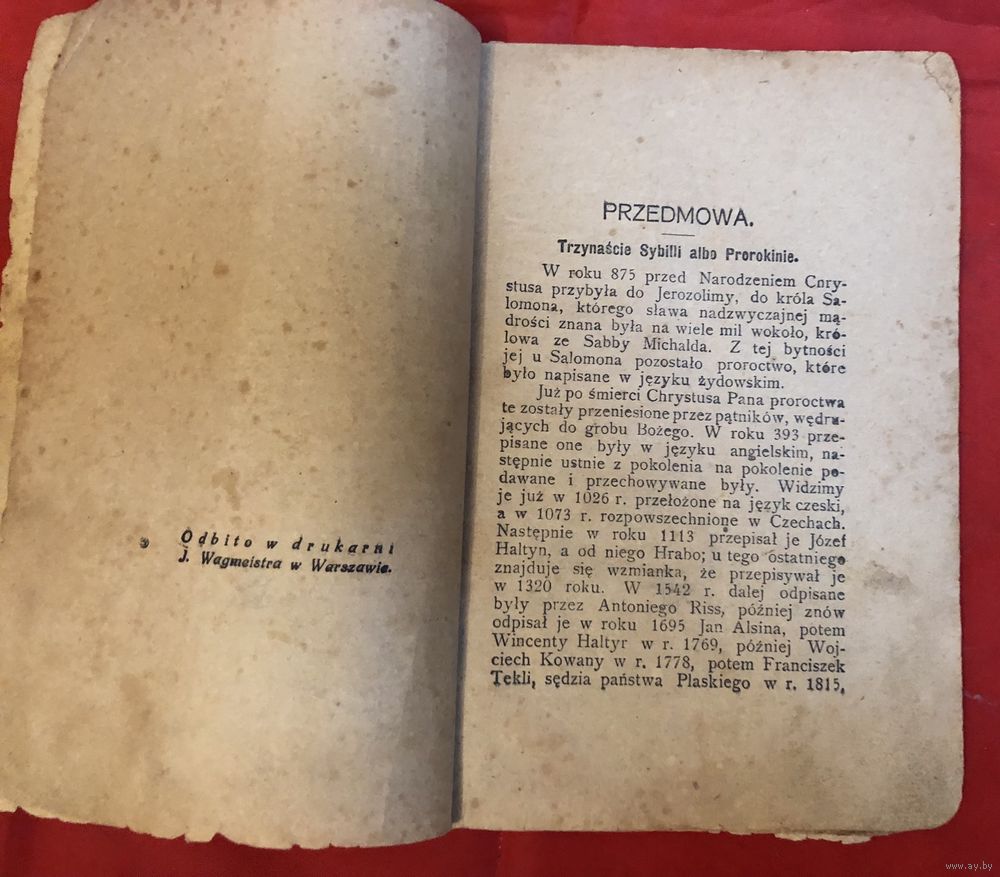 Odbito w drukarni
J. Wagmeistra w Warszawie.
PRZEDMOWA.
Trzynaście Sybilli albo Prorokinie.
W roku 875 przed Narodzeniem Chry-
stusa przybyła do Jerozolimy, do króla Sa-
lomona, którego sława nadzwyczajnej mą-
drości znana była na wiele mil wokoło, kró-
lowa ze Sabby Michalda. Z tej bytności
jej u Salomona pozostało proroctwo, które
było napisane w języku żydowskim.
Już po śmierci Chrystusa Pana proroctwa
te zostały przeniesione przez pątników, wędru-
jących do grobu Bożego. W roku 393 prze-
pisane one były w języku angielskim, na-
stępnie ustnie z pokolenia na pokolenie po-
dawane i przechowywane były. Widzimy
je już w 1026 r. przełożone na język czeski,
a w 1073 r. rozpowszechnione w Czechach.
Następnie w roku 1113 przepisał je Józef
Haltyn, a od niego Hrabo; u tego ostatniego
znajduje się wzmianka, że przepisywał je
w 1320 roku. W 1542 r. dalej odpisane
były przez Antoniego Riss, później znów
odpisał je w roku 1695 Jan Alsina, potem
Wincenty Haltyr w r. 1769, później Woj-
ciech Kowany w r. 1778, potem Franciszek
Tekli, sędzia państwa Plaskiego w r. 1815,
www.ay.by